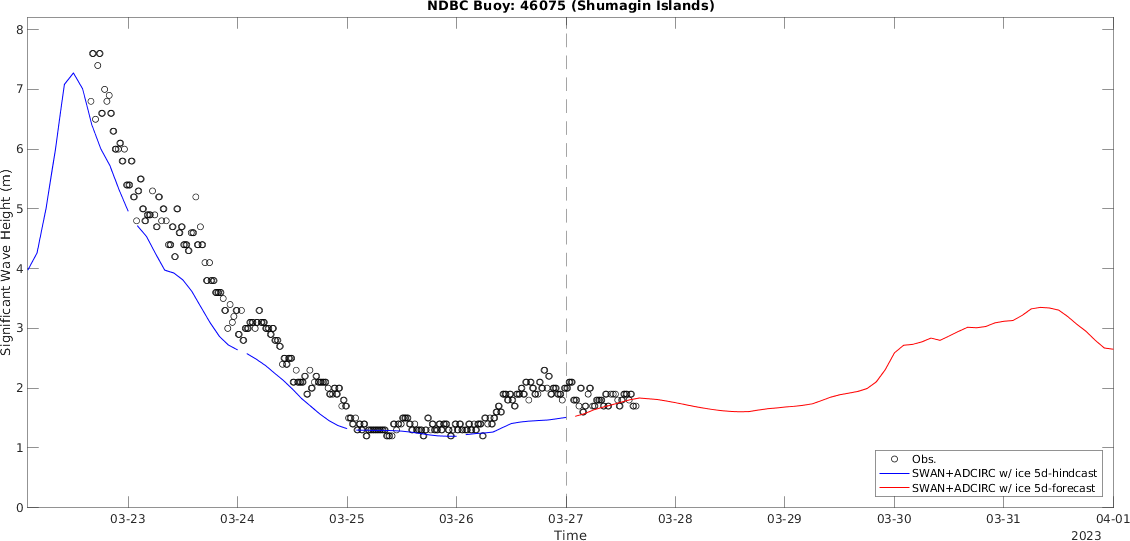 NDBC Buoy: 46075 (Shumagin Islands)
8
7
6
5
4
3
2
1
0
Significant Wave Height (m)
Obs.
SWAN+ADCIRC w/ ice 5d-hindcast
SWAN+ADCIRC w/ ice 5d-forecast
03-23 03-24 03-25 03-26 03-27 03-28 03-29 03-30 03-31 04-01
Time
2023